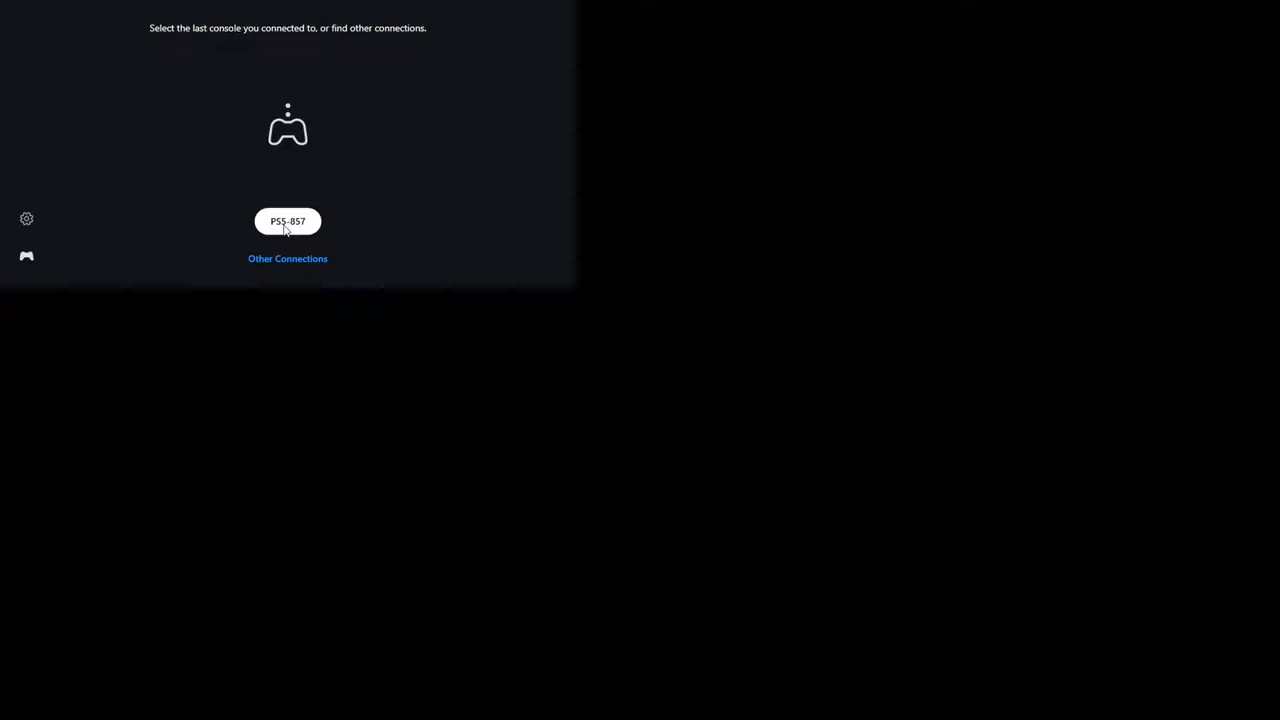 Select the last console you connected to, or find other connections.
PS5-857
Other Connections